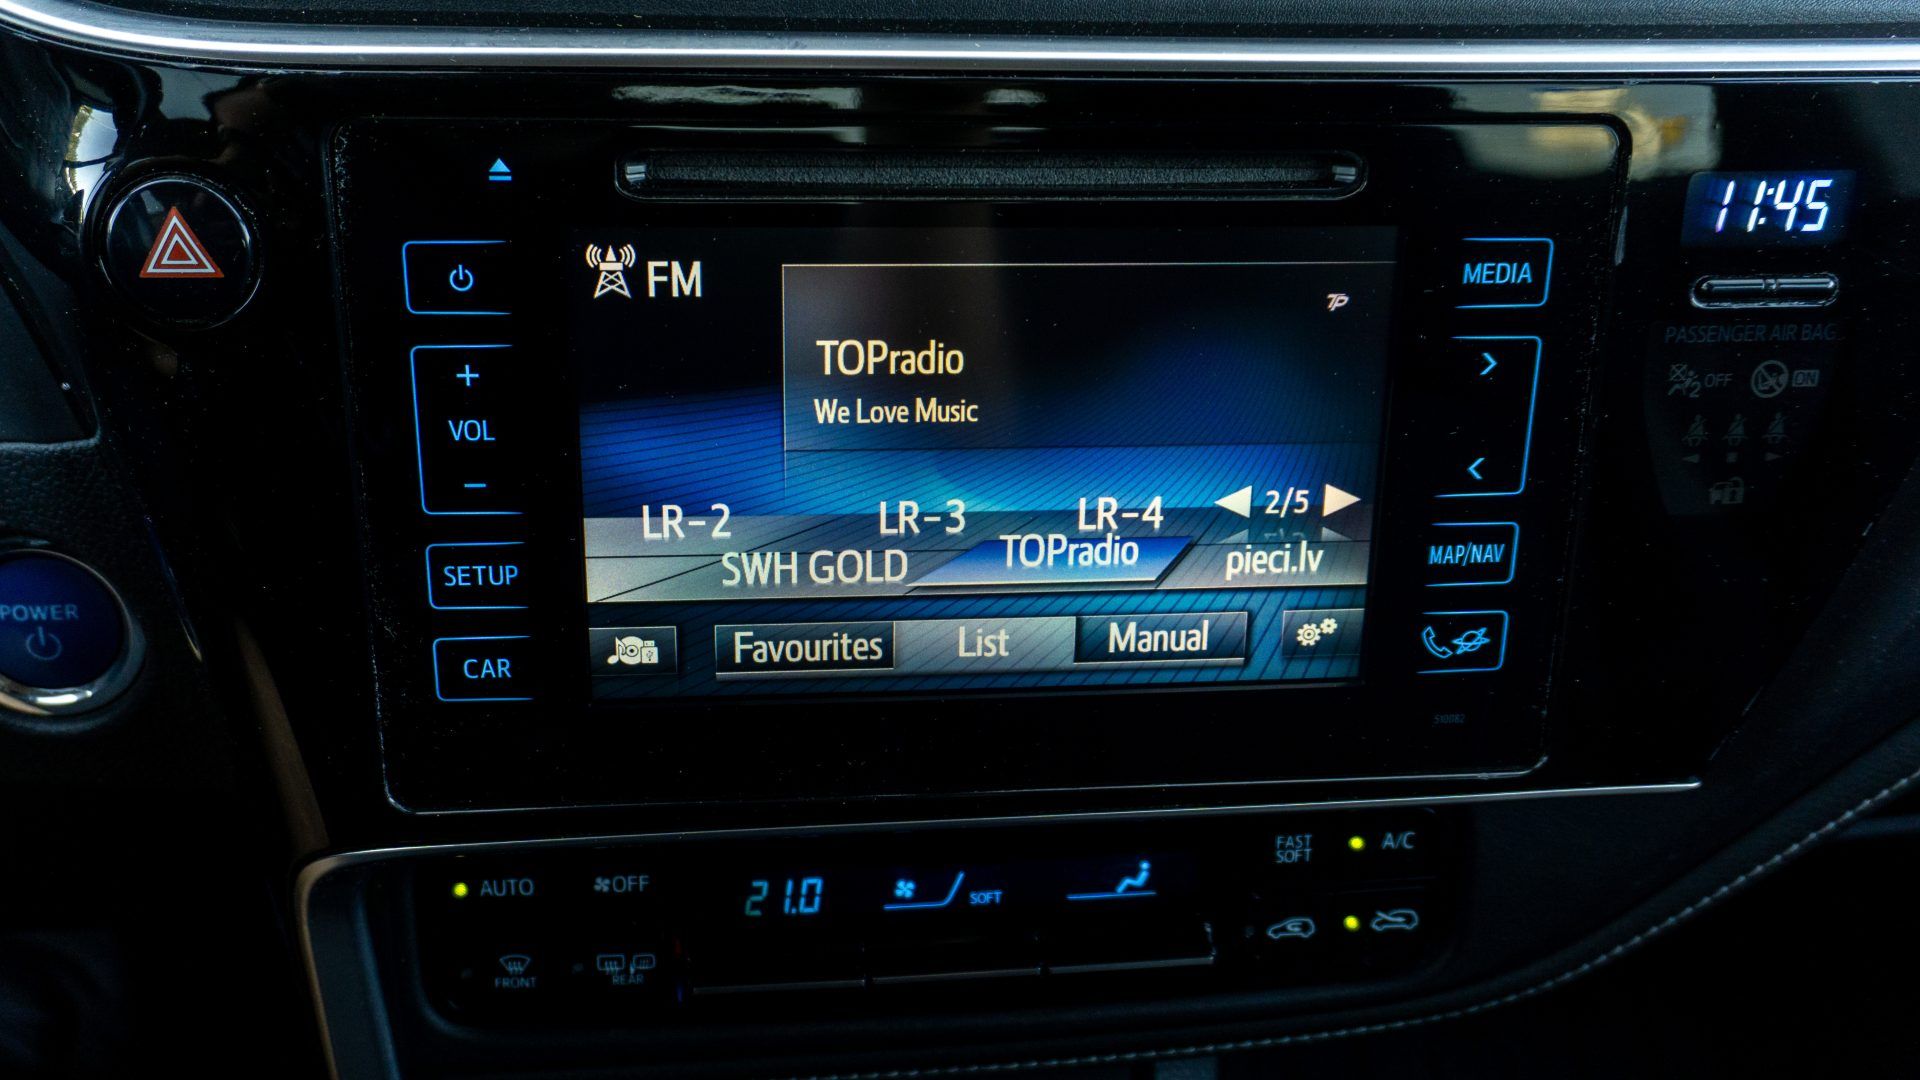 11:45
FM
TP
MEDIA
PASSENGER AIR BAG
OFF
ON
TOPradio
We Love Music
+
VOL
−
>
<
LR-2
LR-3
LR-4
2/5
SWH GOLD
TOPradio
pieci.lv
MAP/NAV
SETUP
POWER
Favourites
List
Manual
CAR
510082
FAST
SOFT
A/C
AUTO
OFF
21.0
SOFT
FRONT
REAR